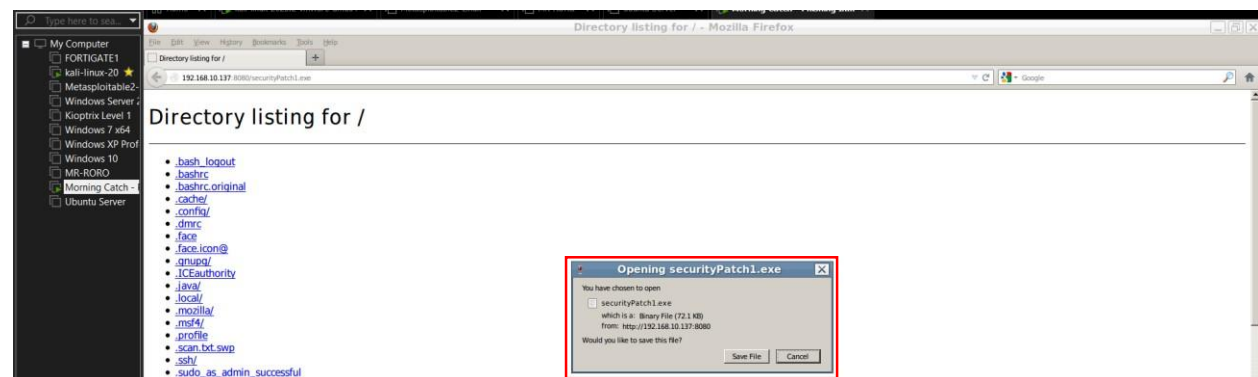 Type here to sea...
Directory listing for / - Mozilla Firefox
My Computer
FORTIGATE1
kali-linux-20
Metasploitable2-
Windows Server 2
Kioptrix Level 1
Windows 7 x64
Windows XP Prof
Windows 10
MR-RORO
Morning Catch -
Ubuntu Server
File Edit View History Bookmarks Tools Help
Directory listing for /
192.168.10.137:8080/securityPatch1.exe
Google
Directory listing for /
.bash_logout
.bashrc
.bashrc.original
.cache/
.config/
.dmrc
.face
.face.icon@
.gnupg/
.ICEauthority
.java/
.local/
.mozilla/
.msf4/
.profile
.scan.txt.swp
.ssh/
.sudo_as_admin_successful
Opening securityPatch1.exe
You have chosen to open
securityPatch1.exe
which is a: Binary File (72.1 KB)
from: http://192.168.10.137:8080
Would you like to save this file?
Save File Cancel